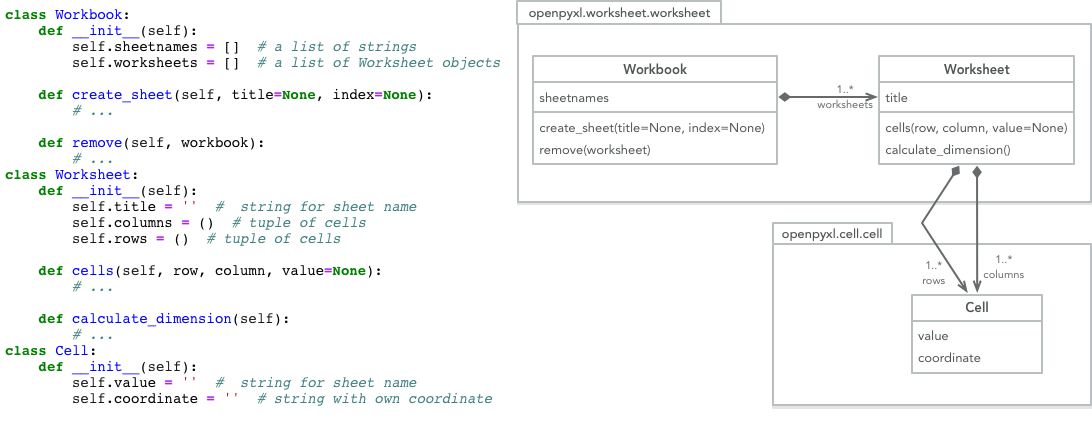 class Workbook:
    def __init__(self):
        self.sheetnames = []  # a list of strings
        self.worksheets = []  # a list of Worksheet objects

    def create_sheet(self, title=None, index=None):
        # ...

    def remove(self, workbook):
        # ...
class Worksheet:
    def __init__(self):
        self.title = ''  #  string for sheet name
        self.columns = ()  # tuple of cells
        self.rows = ()  # tuple of cells

    def cells(self, row, column, value=None):
        # ...

    def calculate_dimension(self):
        # ...
class Cell:
    def __init__(self):
        self.value = ''  #  string for sheet name
        self.coordinate = ''  # string with own coordinate
openpyxl.worksheet.worksheet
Workbook
sheetnames
create_sheet(title=None, index=None)
remove(worksheet)
1..*
worksheets
Worksheet
title
cells(row, column, value=None)
calculate_dimension()
openpyxl.cell.cell
1..*
rows
1..*
columns
Cell
value
coordinate